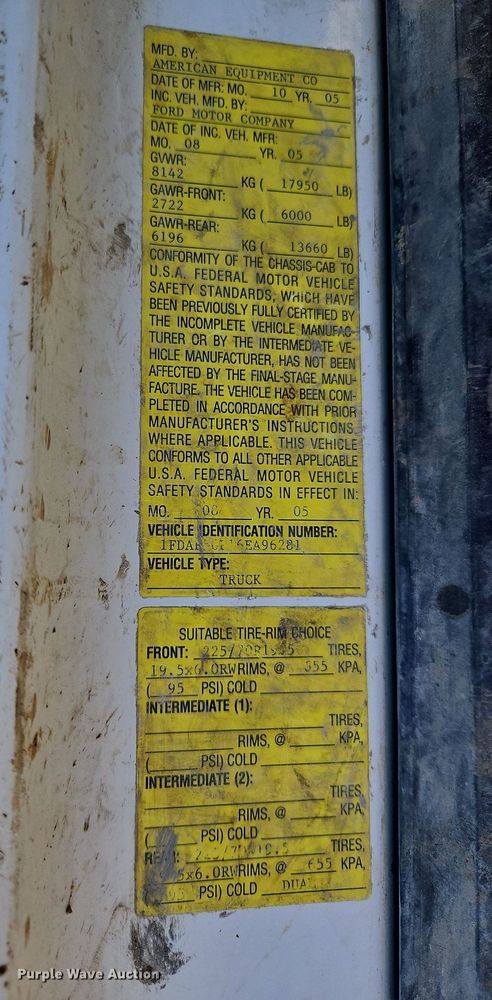 MFD. BY:
AMERICAN EQUIPMENT CO
DATE OF MFR: MO. 10 YR. 05
INC. VEH. MFD. BY:
FORD MOTOR COMPANY
DATE OF INC. VEH. MFR:
MO. 08 YR. 05
GVWR:
8142 KG ( 17950 LB)
GAWR-FRONT:
2722 KG ( 6000 LB)
GAWR-REAR:
6196 KG ( 13660 LB)
CONFORMITY OF THE CHASSIS-CAB TO
U.S.A. FEDERAL MOTOR VEHICLE
SAFETY STANDARDS, WHICH HAVE
BEEN PREVIOUSLY FULLY CERTIFIED BY
THE INCOMPLETE VEHICLE MANUFAC-
TURER OR BY THE INTERMEDIATE VE-
HICLE MANUFACTURER, HAS NOT BEEN
AFFECTED BY THE FINAL-STAGE MANU-
FACTURE. THE VEHICLE HAS BEEN COM-
PLETED IN ACCORDANCE WITH PRIOR
MANUFACTURER'S INSTRUCTIONS
WHERE APPLICABLE. THIS VEHICLE
CONFORMS TO ALL OTHER APPLICABLE
U.S.A. FEDERAL MOTOR VEHICLE
SAFETY STANDARDS IN EFFECT IN:
MO. 08 YR. 05
VEHICLE IDENTIFICATION NUMBER:
VEHICLE TYPE:
TRUCK
SUITABLE TIRE-RIM CHOICE
FRONT: TIRES,
19.5x6.0RW RIMS, @ KPA,
( 95 PSI) COLD
INTERMEDIATE (1):
TIRES,
RIMS, @ KPA,
( PSI) COLD
INTERMEDIATE (2):
TIRES,
RIMS, @ KPA,
( PSI) COLD
REAR: TIRES,
RIMS, @ 655 KPA,
PSI) COLD
Purple Wave Auction